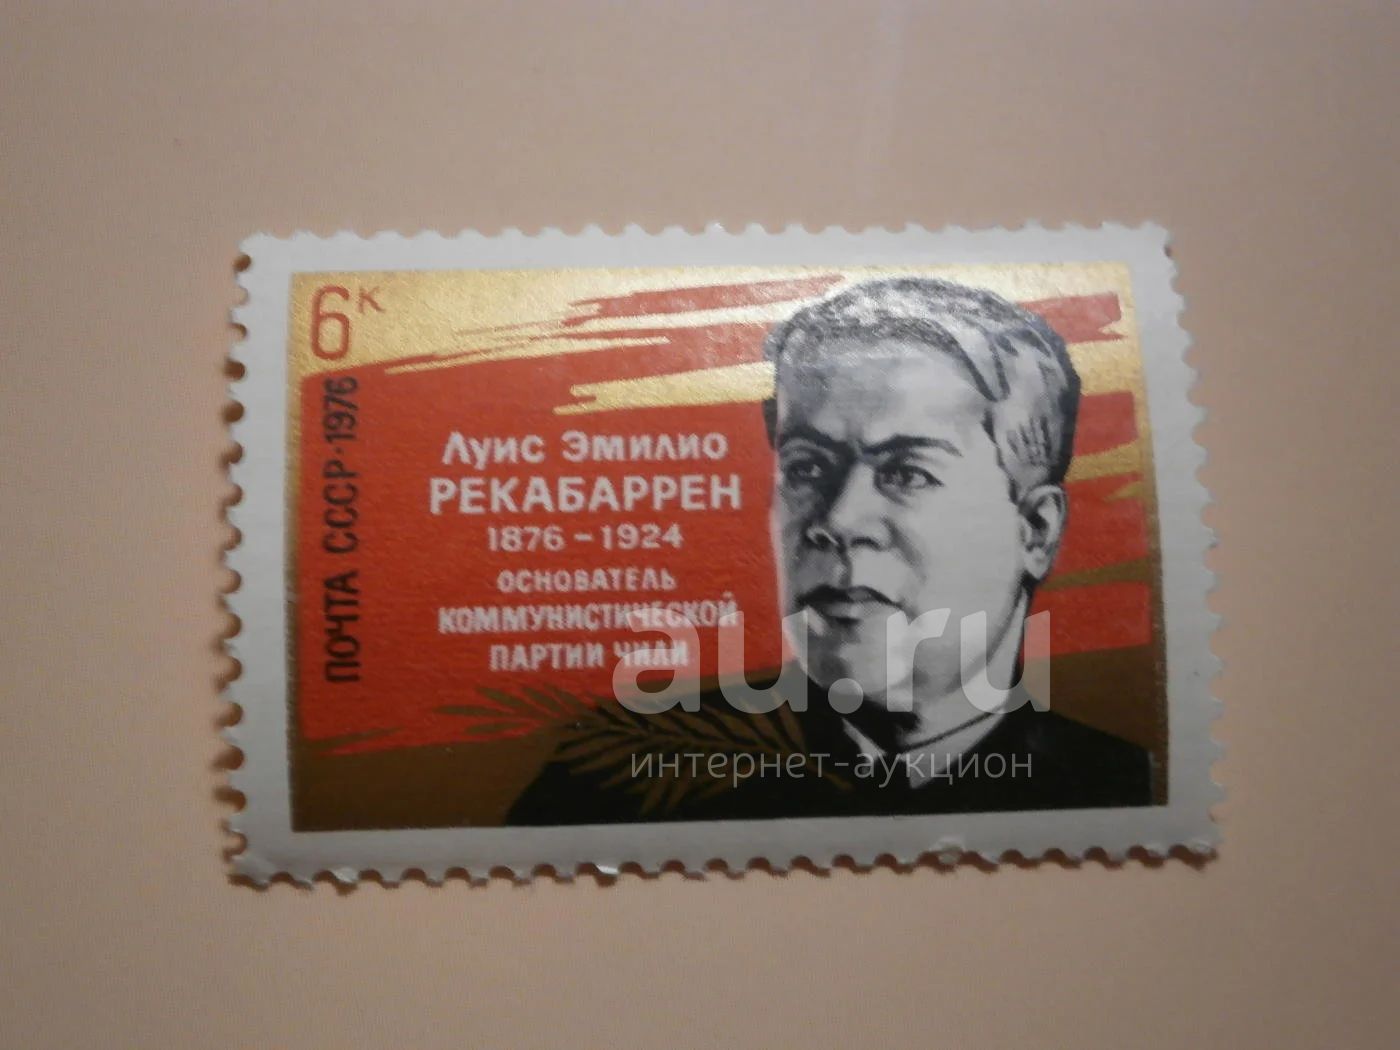 6к
ПОЧТА СССР·1976
Луис Эмилио
РЕКАБАРРЕН
1876-1924
ОСНОВАТЕЛЬ
КОММУНИСТИЧЕСКОЙ
ПАРТИИ ЧИЛИ
au.ru
интернет-аукцион